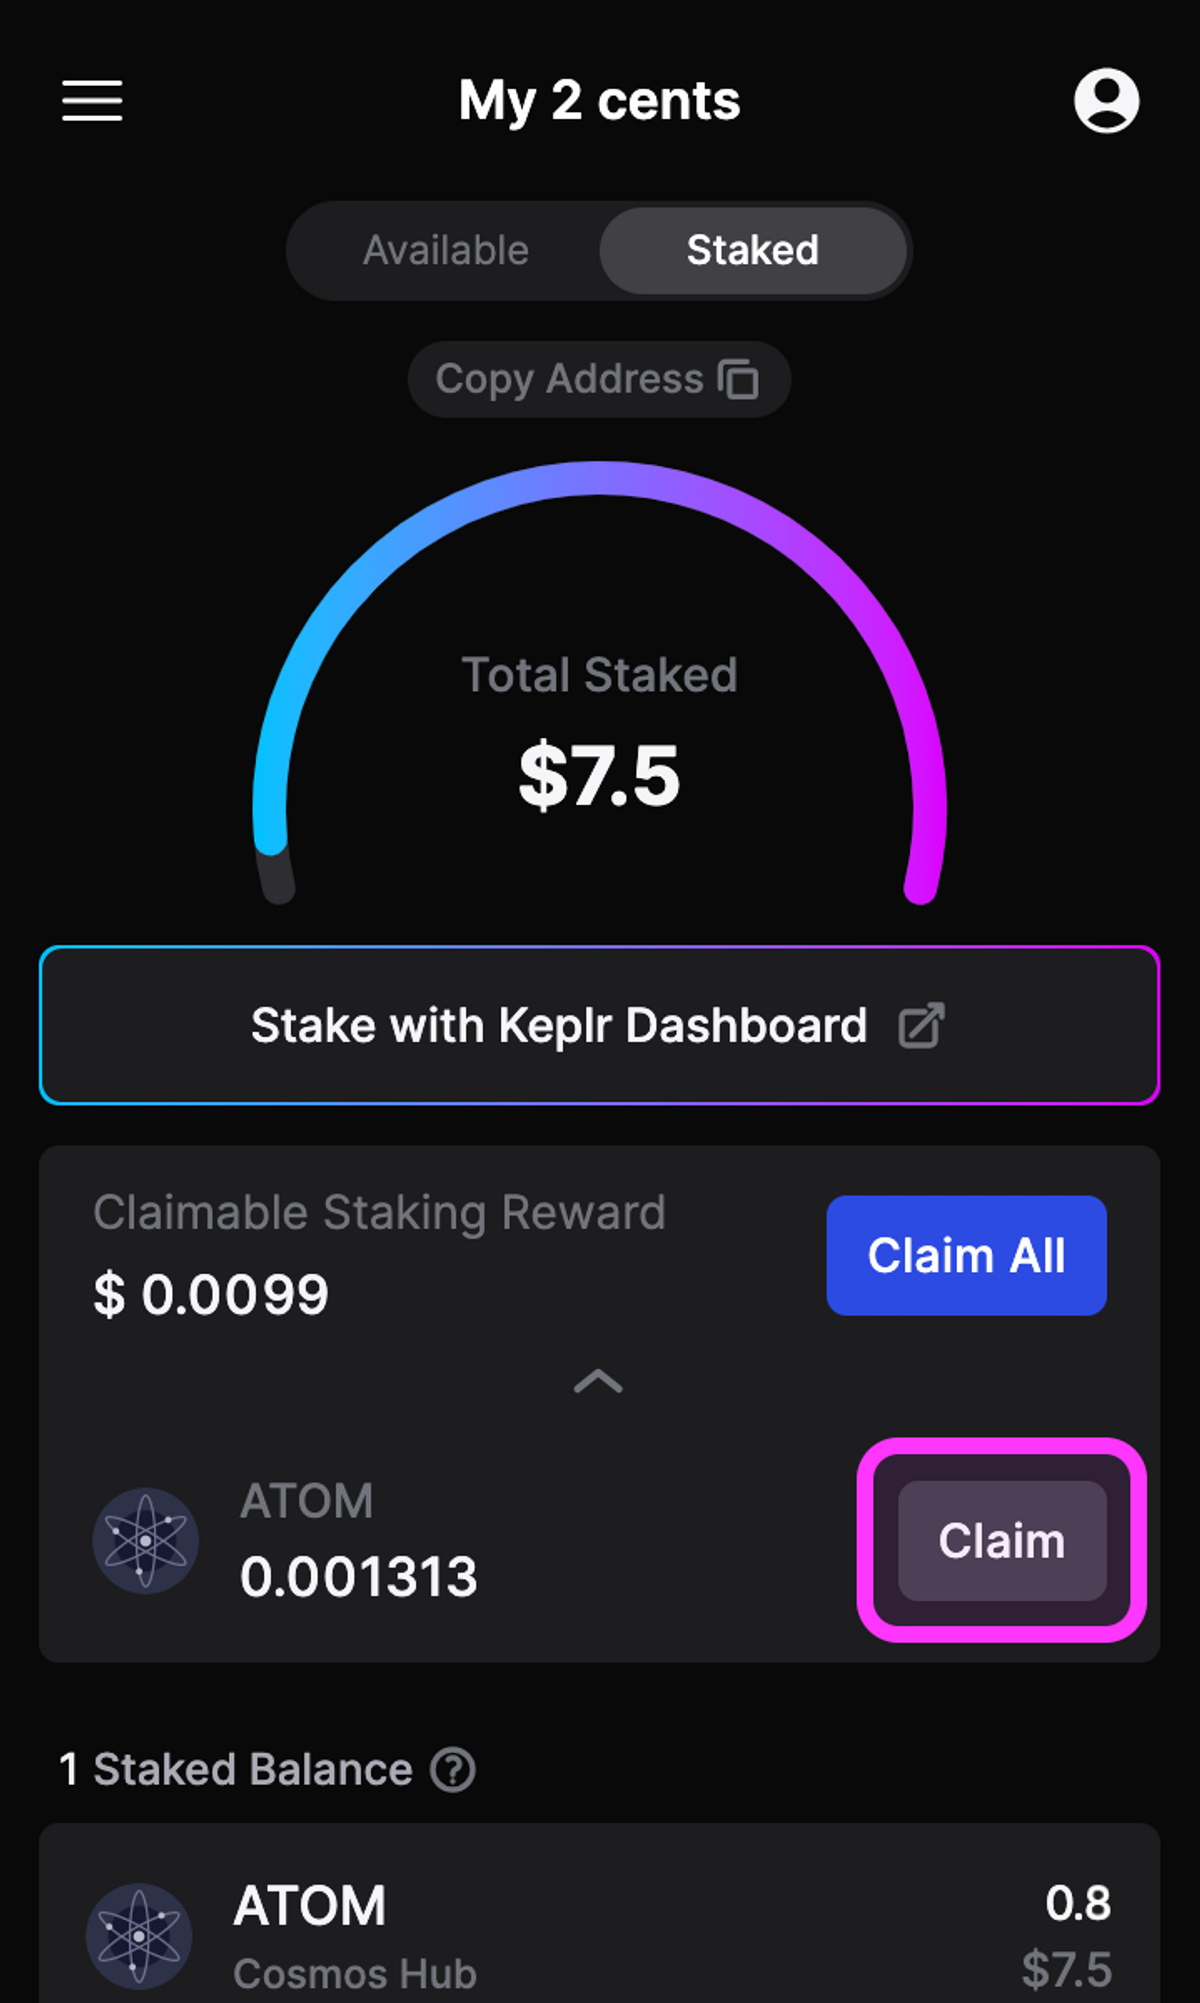 My 2 cents
Available
Staked
Copy Address
Total Staked
$7.5
Stake with Keplr Dashboard
Claimable Staking Reward
$ 0.0099
Claim All
ATOM
0.001313
Claim
1 Staked Balance ?
ATOM
0.8
Cosmos Hub
$7.5